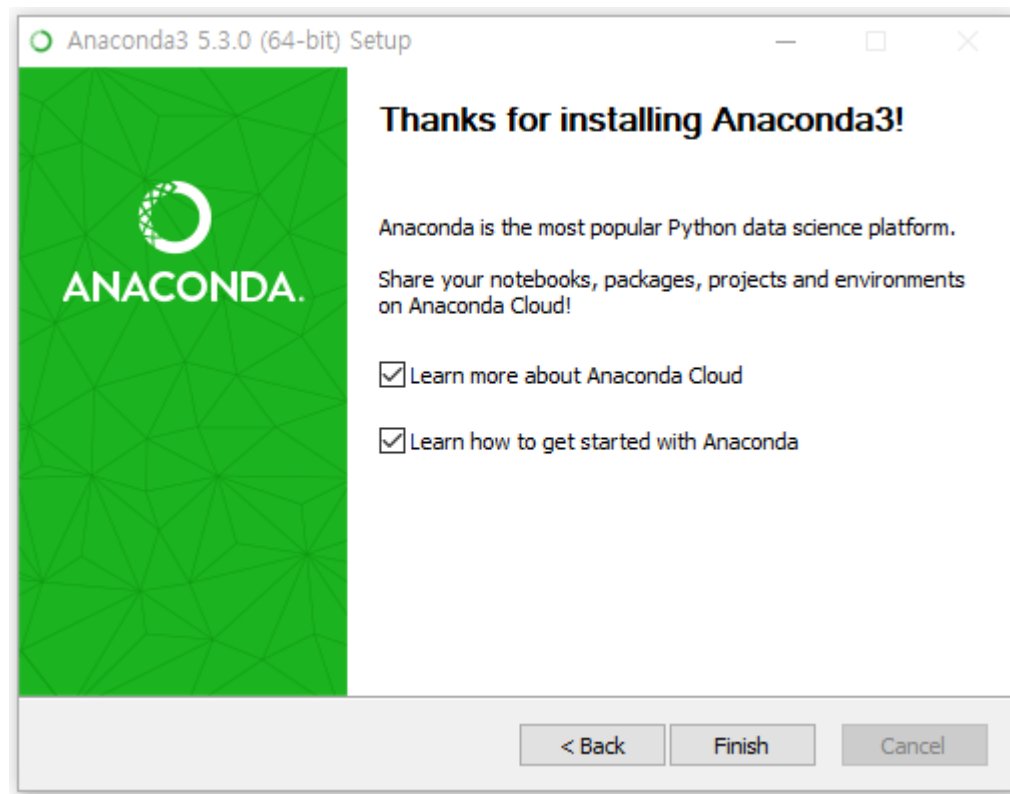 Anaconda3 5.3.0 (64-bit) Setup
ANACONDA.
Thanks for installing Anaconda3!
Anaconda is the most popular Python data science platform.
Share your notebooks, packages, projects and environments
on Anaconda Cloud!
Learn more about Anaconda Cloud
Learn how to get started with Anaconda
< Back
Finish
Cancel